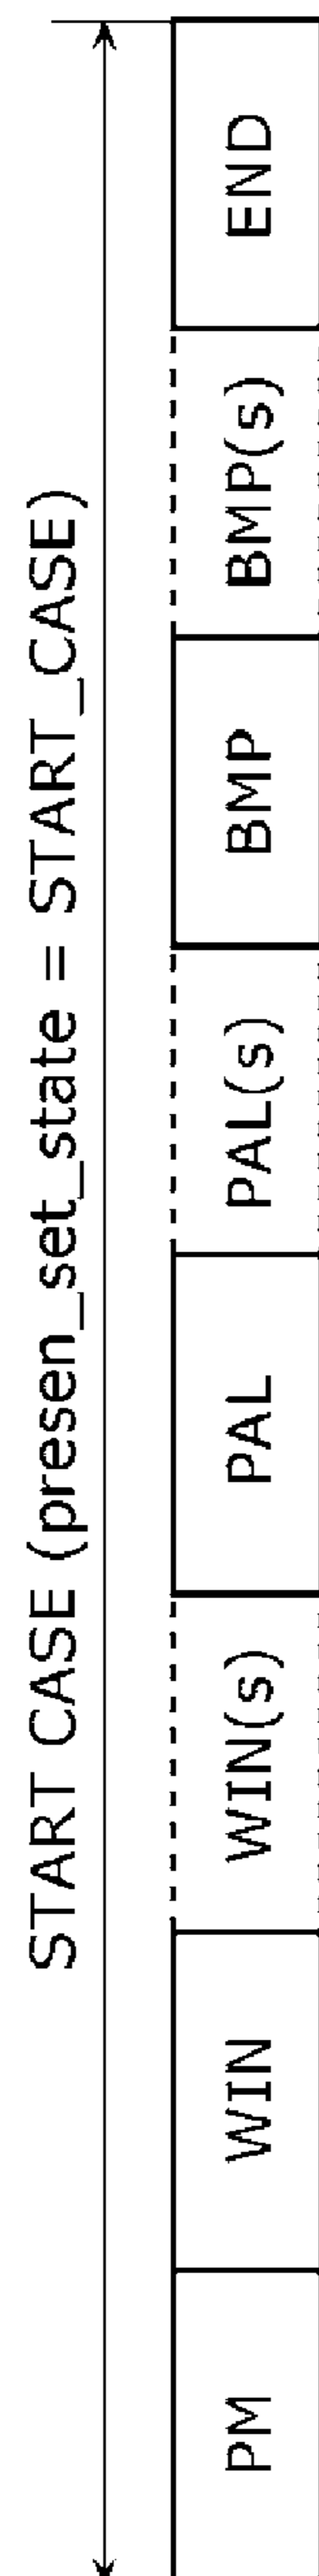 START CASE (presen_set_state = START_CASE)
PM
WIN
WIN(s)
PAL
PAL(s)
BMP
BMP(s)
END